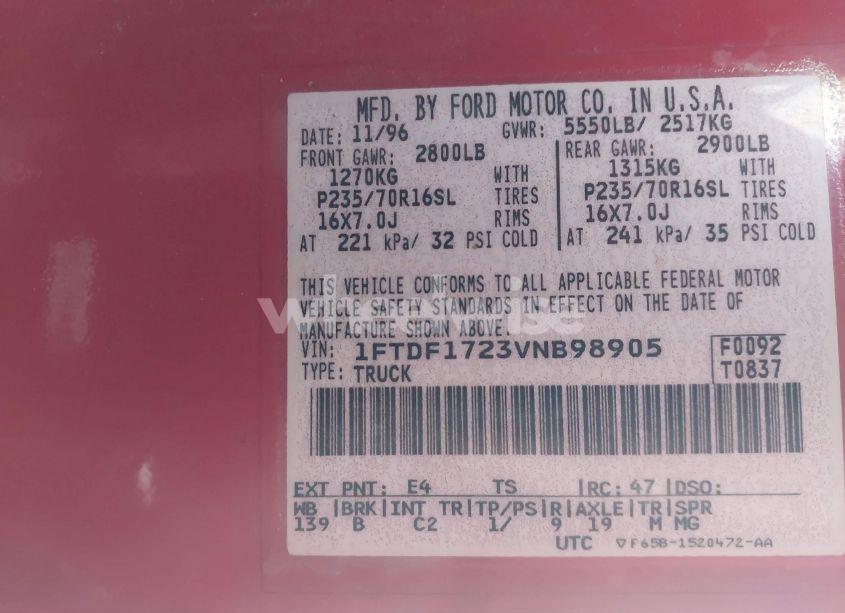 MFD. BY FORD MOTOR CO. IN U.S.A.
DATE: 11/96 GVWR: 5550LB/ 2517KG
FRONT GAWR: 2800LB REAR GAWR: 2900LB
1270KG WITH 1315KG WITH
P235/70R16SL TIRES P235/70R16SL TIRES
16X7.0J RIMS 16X7.0J RIMS
AT 221 kPa/ 32 PSI COLD AT 241 kPa/ 35 PSI COLD
THIS VEHICLE CONFORMS TO ALL APPLICABLE FEDERAL MOTOR
VEHICLE SAFETY STANDARDS IN EFFECT ON THE DATE OF
MANUFACTURE SHOWN ABOVE.
VIN: 1FTDF1723VNB98905 F0092
TYPE: TRUCK T0837
EXT PNT: E4 TS RC: 47 DSO:
WB BRK INT TR TP/PS R AXLE TR SPR
139 B C2 1/ 9 19 M MG
UTC F65B-1520472-AA